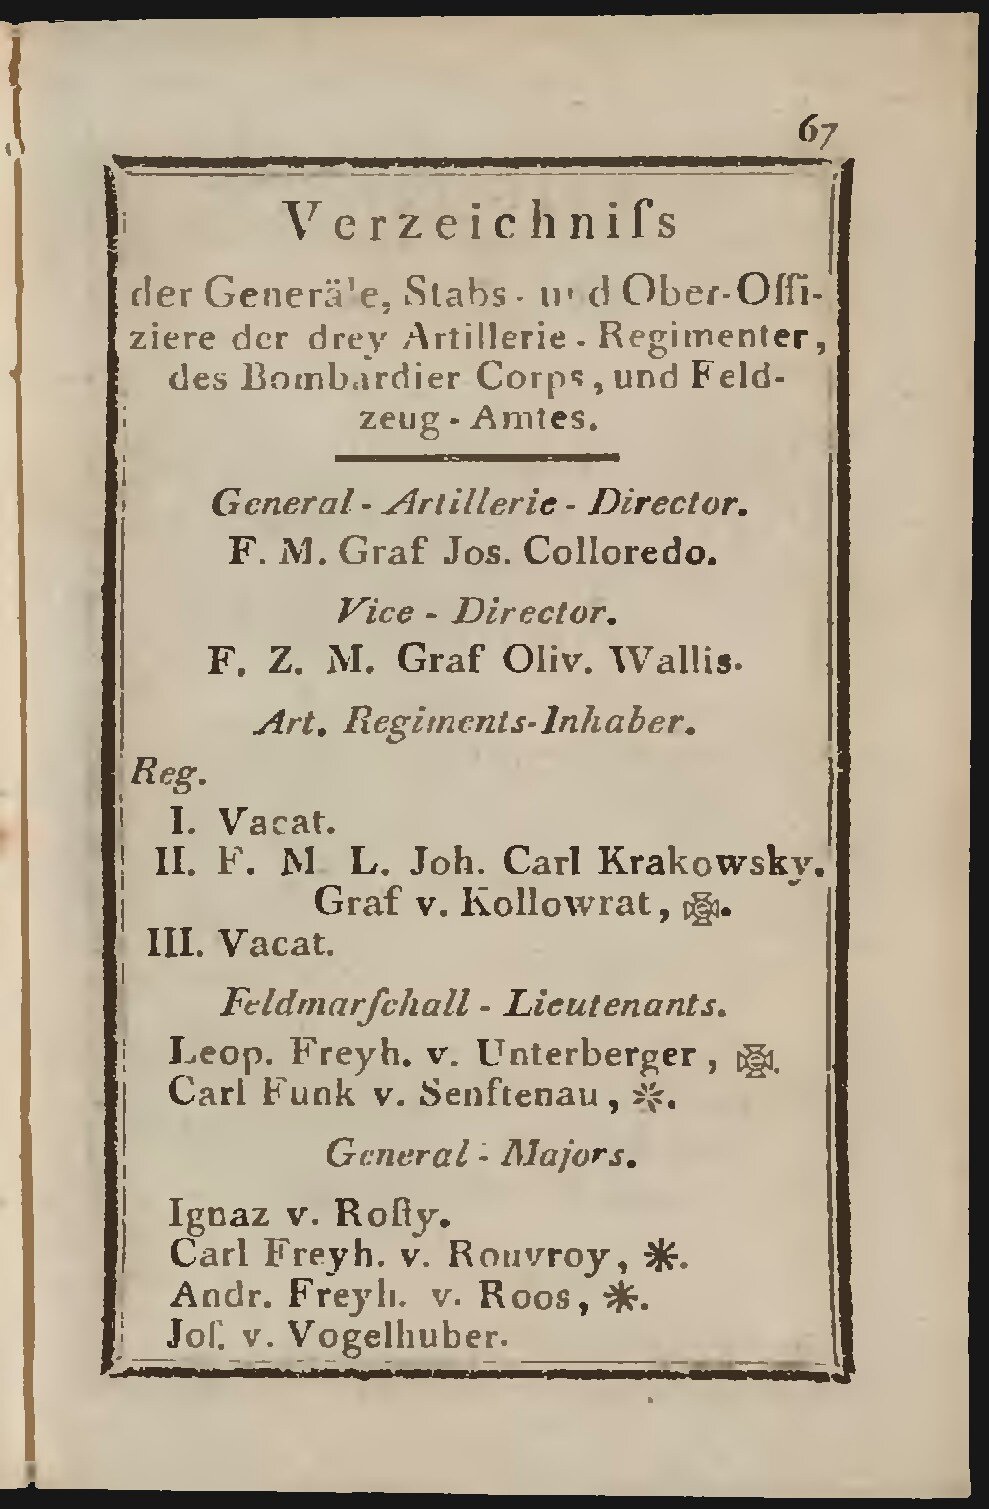 67
Verzeichniſs
der Generäle, Stabs- und Ober-Offi-
ziere der drey Artillerie-Regimenter,
des Bombardier Corps, und Feld-
zeug-Amtes.
General-Artillerie-Director.
F. M. Graf Jos. Colloredo.
Vice-Director.
F. Z. M. Graf Oliv. Wallis.
Art. Regiments-Inhaber.
Reg.
I. Vacat.
II. F. M L. Joh. Carl Krakowsky.
Graf v. Kollowrat, ✠.
III. Vacat.
Feldmarſchall-Lieutenants.
Leop. Freyh. v. Unterberger, ✠.
Carl Funk v. Senftenau, *.
General-Majors.
Ignaz v. Roſty.
Carl Freyh. v. Rouvroy, *.
Andr. Freyh. v. Roos, *.
Joſ. v. Vogelhuber.